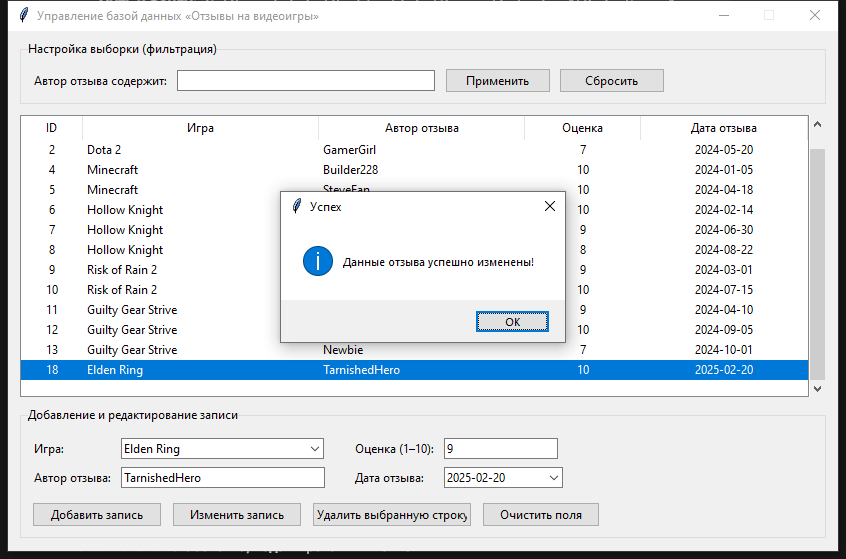 Управление базой данных «Отзывы на видеоигры»
Настройка выборки (фильтрация)
Автор отзыва содержит: Применить Сбросить
ID Игра Автор отзыва Оценка Дата отзыва
2 Dota 2 GamerGirl 7 2024-05-20
4 Minecraft Builder228 10 2024-01-05
5 Minecraft SteveFan 10 2024-04-18
6 Hollow Knight 10 2024-02-14
7 Hollow Knight 9 2024-06-30
8 Hollow Knight 8 2024-08-22
9 Risk of Rain 2 9 2024-03-01
10 Risk of Rain 2 10 2024-07-15
11 Guilty Gear Strive 9 2024-04-10
12 Guilty Gear Strive 10 2024-09-05
13 Guilty Gear Strive Newbie 7 2024-10-01
18 Elden Ring TarnishedHero 10 2025-02-20
Успех
Данные отзыва успешно изменены!
OK
Добавление и редактирование записи
Игра: Elden Ring Оценка (1–10): 9
Автор отзыва: TarnishedHero Дата отзыва: 2025-02-20
Добавить запись Изменить запись Удалить выбранную строку Очистить поля